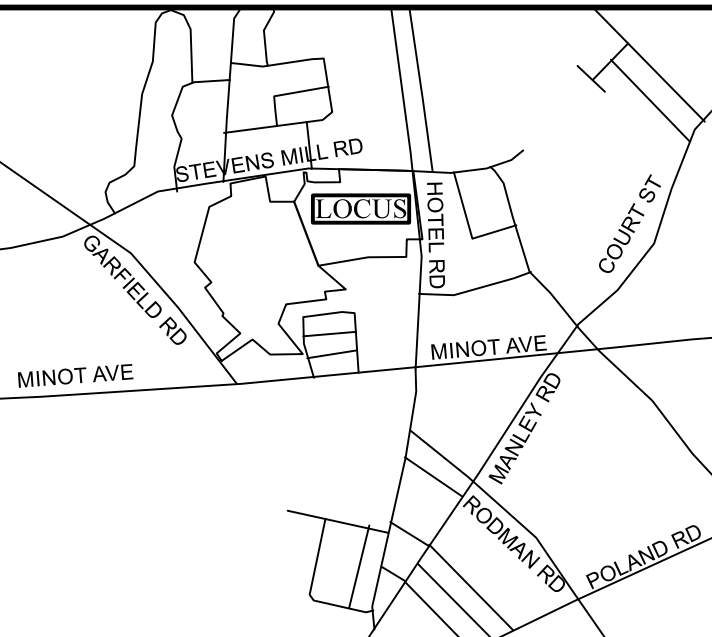 STEVENS MILL RD
LOCUS
HOTEL RD
COURT ST
GARFIELD RD
MINOT AVE
MINOT AVE
MANLEY RD
RODMAN RD
POLAND RD